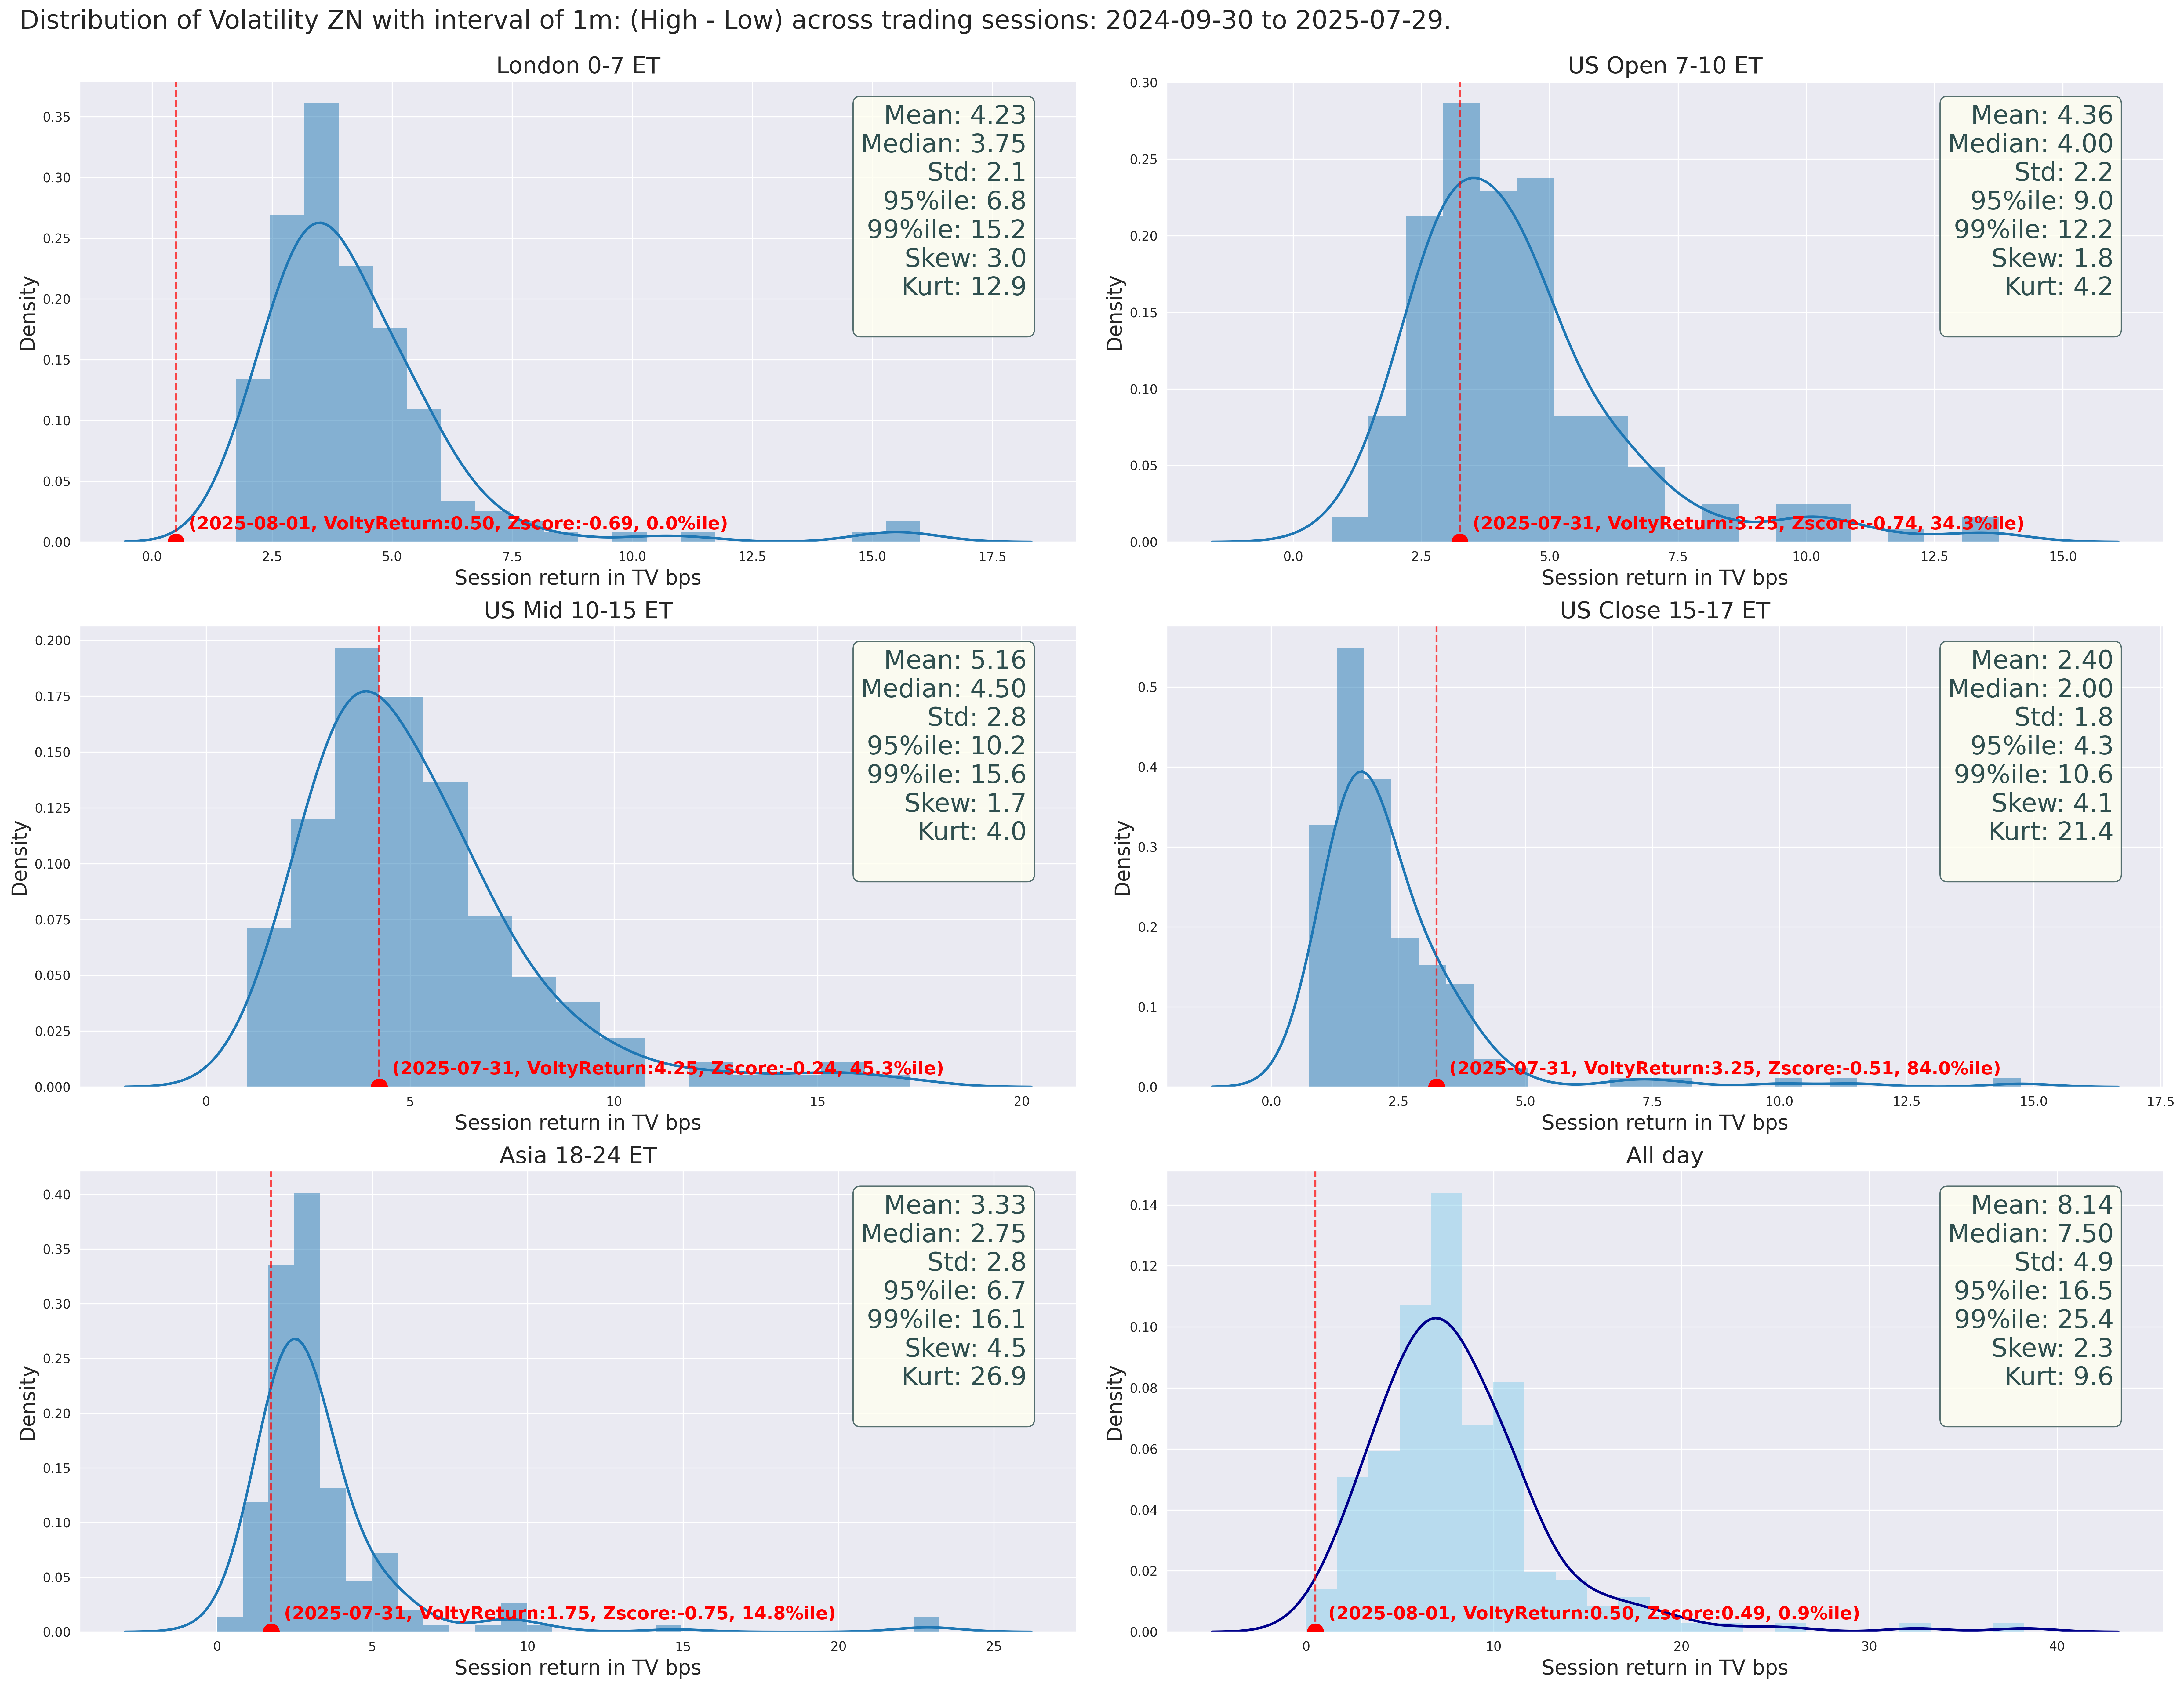 Distribution of Volatility ZN with interval of 1m: (High - Low) across trading sessions: 2024-09-30 to 2025-07-29.
London 0-7 ET
Density
0.35
0.30
0.25
0.20
0.15
0.10
0.05
0.00
Mean: 4.23
Median: 3.75
Std: 2.1
95%ile: 6.8
99%ile: 15.2
Skew: 3.0
Kurt: 12.9
(2025-08-01, VoltyReturn:0.50, Zscore:-0.69, 0.0%ile)
0.0 2.5 5.0 7.5 10.0 12.5 15.0 17.5
Session return in TV bps
US Open 7-10 ET
Density
0.30
0.25
0.20
0.15
0.10
0.05
0.00
Mean: 4.36
Median: 4.00
Std: 2.2
95%ile: 9.0
99%ile: 12.2
Skew: 1.8
Kurt: 4.2
(2025-07-31, VoltyReturn:3.25, Zscore:-0.74, 34.3%ile)
0.0 2.5 5.0 7.5 10.0 12.5 15.0
Session return in TV bps
US Mid 10-15 ET
Density
0.200
0.175
0.150
0.125
0.100
0.075
0.050
0.025
0.000
Mean: 5.16
Median: 4.50
Std: 2.8
95%ile: 10.2
99%ile: 15.6
Skew: 1.7
Kurt: 4.0
(2025-07-31, VoltyReturn:4.25, Zscore:-0.24, 45.3%ile)
0 5 10 15 20
Session return in TV bps
US Close 15-17 ET
Density
0.5
0.4
0.3
0.2
0.1
0.0
Mean: 2.40
Median: 2.00
Std: 1.8
95%ile: 4.3
99%ile: 10.6
Skew: 4.1
Kurt: 21.4
(2025-07-31, VoltyReturn:3.25, Zscore:-0.51, 84.0%ile)
0.0 2.5 5.0 7.5 10.0 12.5 15.0 17.5
Session return in TV bps
Asia 18-24 ET
Density
0.40
0.35
0.30
0.25
0.20
0.15
0.10
0.05
0.00
Mean: 3.33
Median: 2.75
Std: 2.8
95%ile: 6.7
99%ile: 16.1
Skew: 4.5
Kurt: 26.9
(2025-07-31, VoltyReturn:1.75, Zscore:-0.75, 14.8%ile)
0 5 10 15 20 25
Session return in TV bps
All day
Density
0.14
0.12
0.10
0.08
0.06
0.04
0.02
0.00
Mean: 8.14
Median: 7.50
Std: 4.9
95%ile: 16.5
99%ile: 25.4
Skew: 2.3
Kurt: 9.6
(2025-08-01, VoltyReturn:0.50, Zscore:0.49, 0.9%ile)
0 10 20 30 40
Session return in TV bps